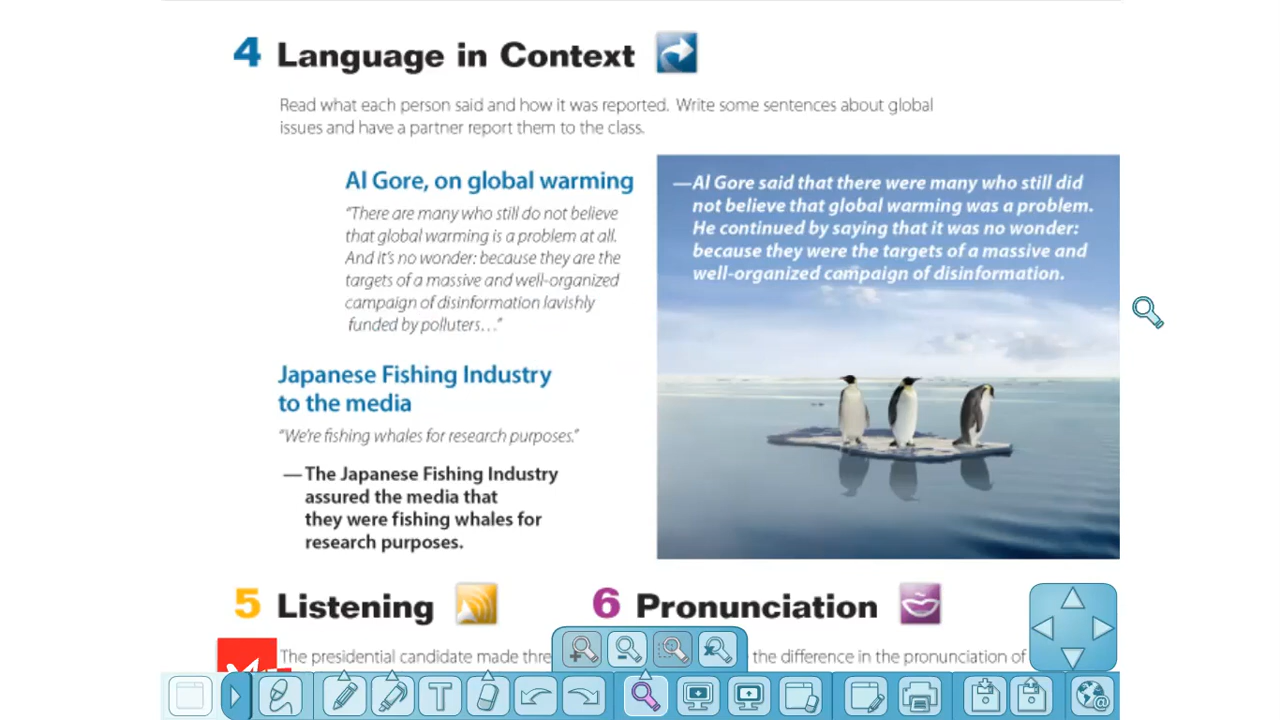 4 Language in Context
Read what each person said and how it was reported. Write some sentences about global
issues and have a partner report them to the class.
Al Gore, on global warming
"There are many who still do not believe
that global warming is a problem at all.
And it's no wonder: because they are the
targets of a massive and well-organized
campaign of disinformation lavishly
funded by polluters…"
—Al Gore said that there were many who still did
not believe that global warming was a problem.
He continued by saying that it was no wonder:
because they were the targets of a massive and
well-organized campaign of disinformation.
Japanese Fishing Industry
to the media
"We're fishing whales for research purposes."
—The Japanese Fishing Industry
assured the media that
they were fishing whales for
research purposes.
5 Listening
6 Pronunciation
The presidential candidate made
the difference in the pronunciation of
T